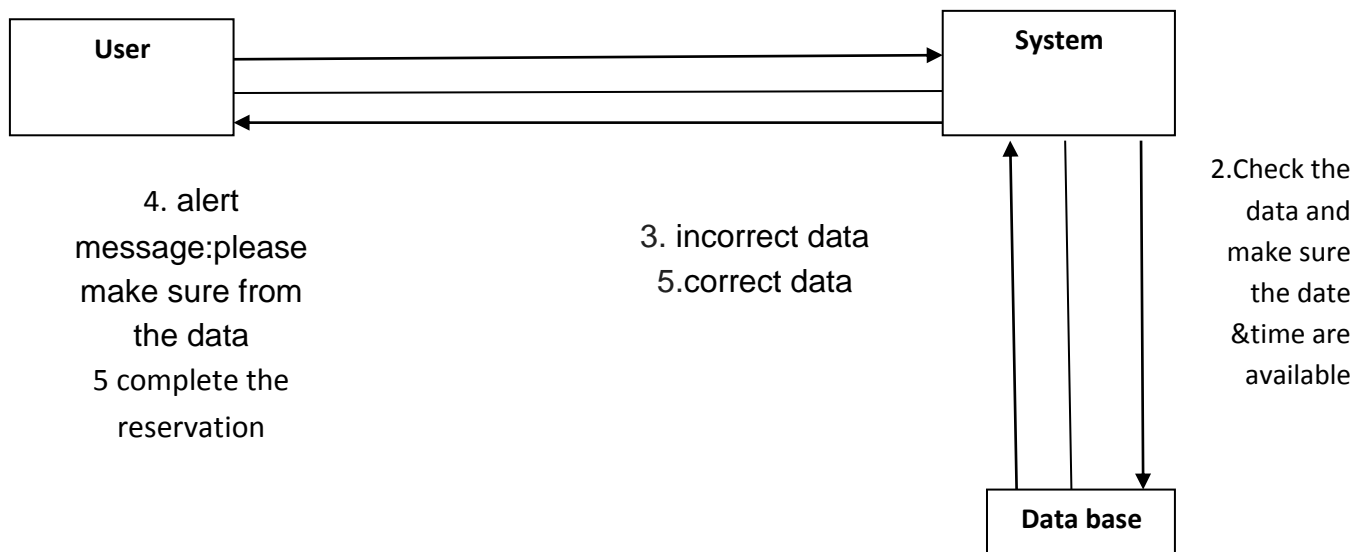 User
System
2.Check the
data and
make sure
the date
&time are
available
4. alert
message:please
make sure from
the data
5 complete the
reservation
3. incorrect data
5.correct data
Data base